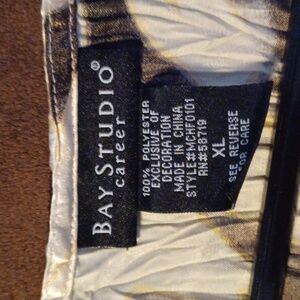 BAY STUDIO®
career
100% POLYESTER
EXCLUSIVE OF
DECORATION
MADE IN CHINA
STYLE#MCHF0101
RN#58719
XL
SEE REVERSE
FOR CARE